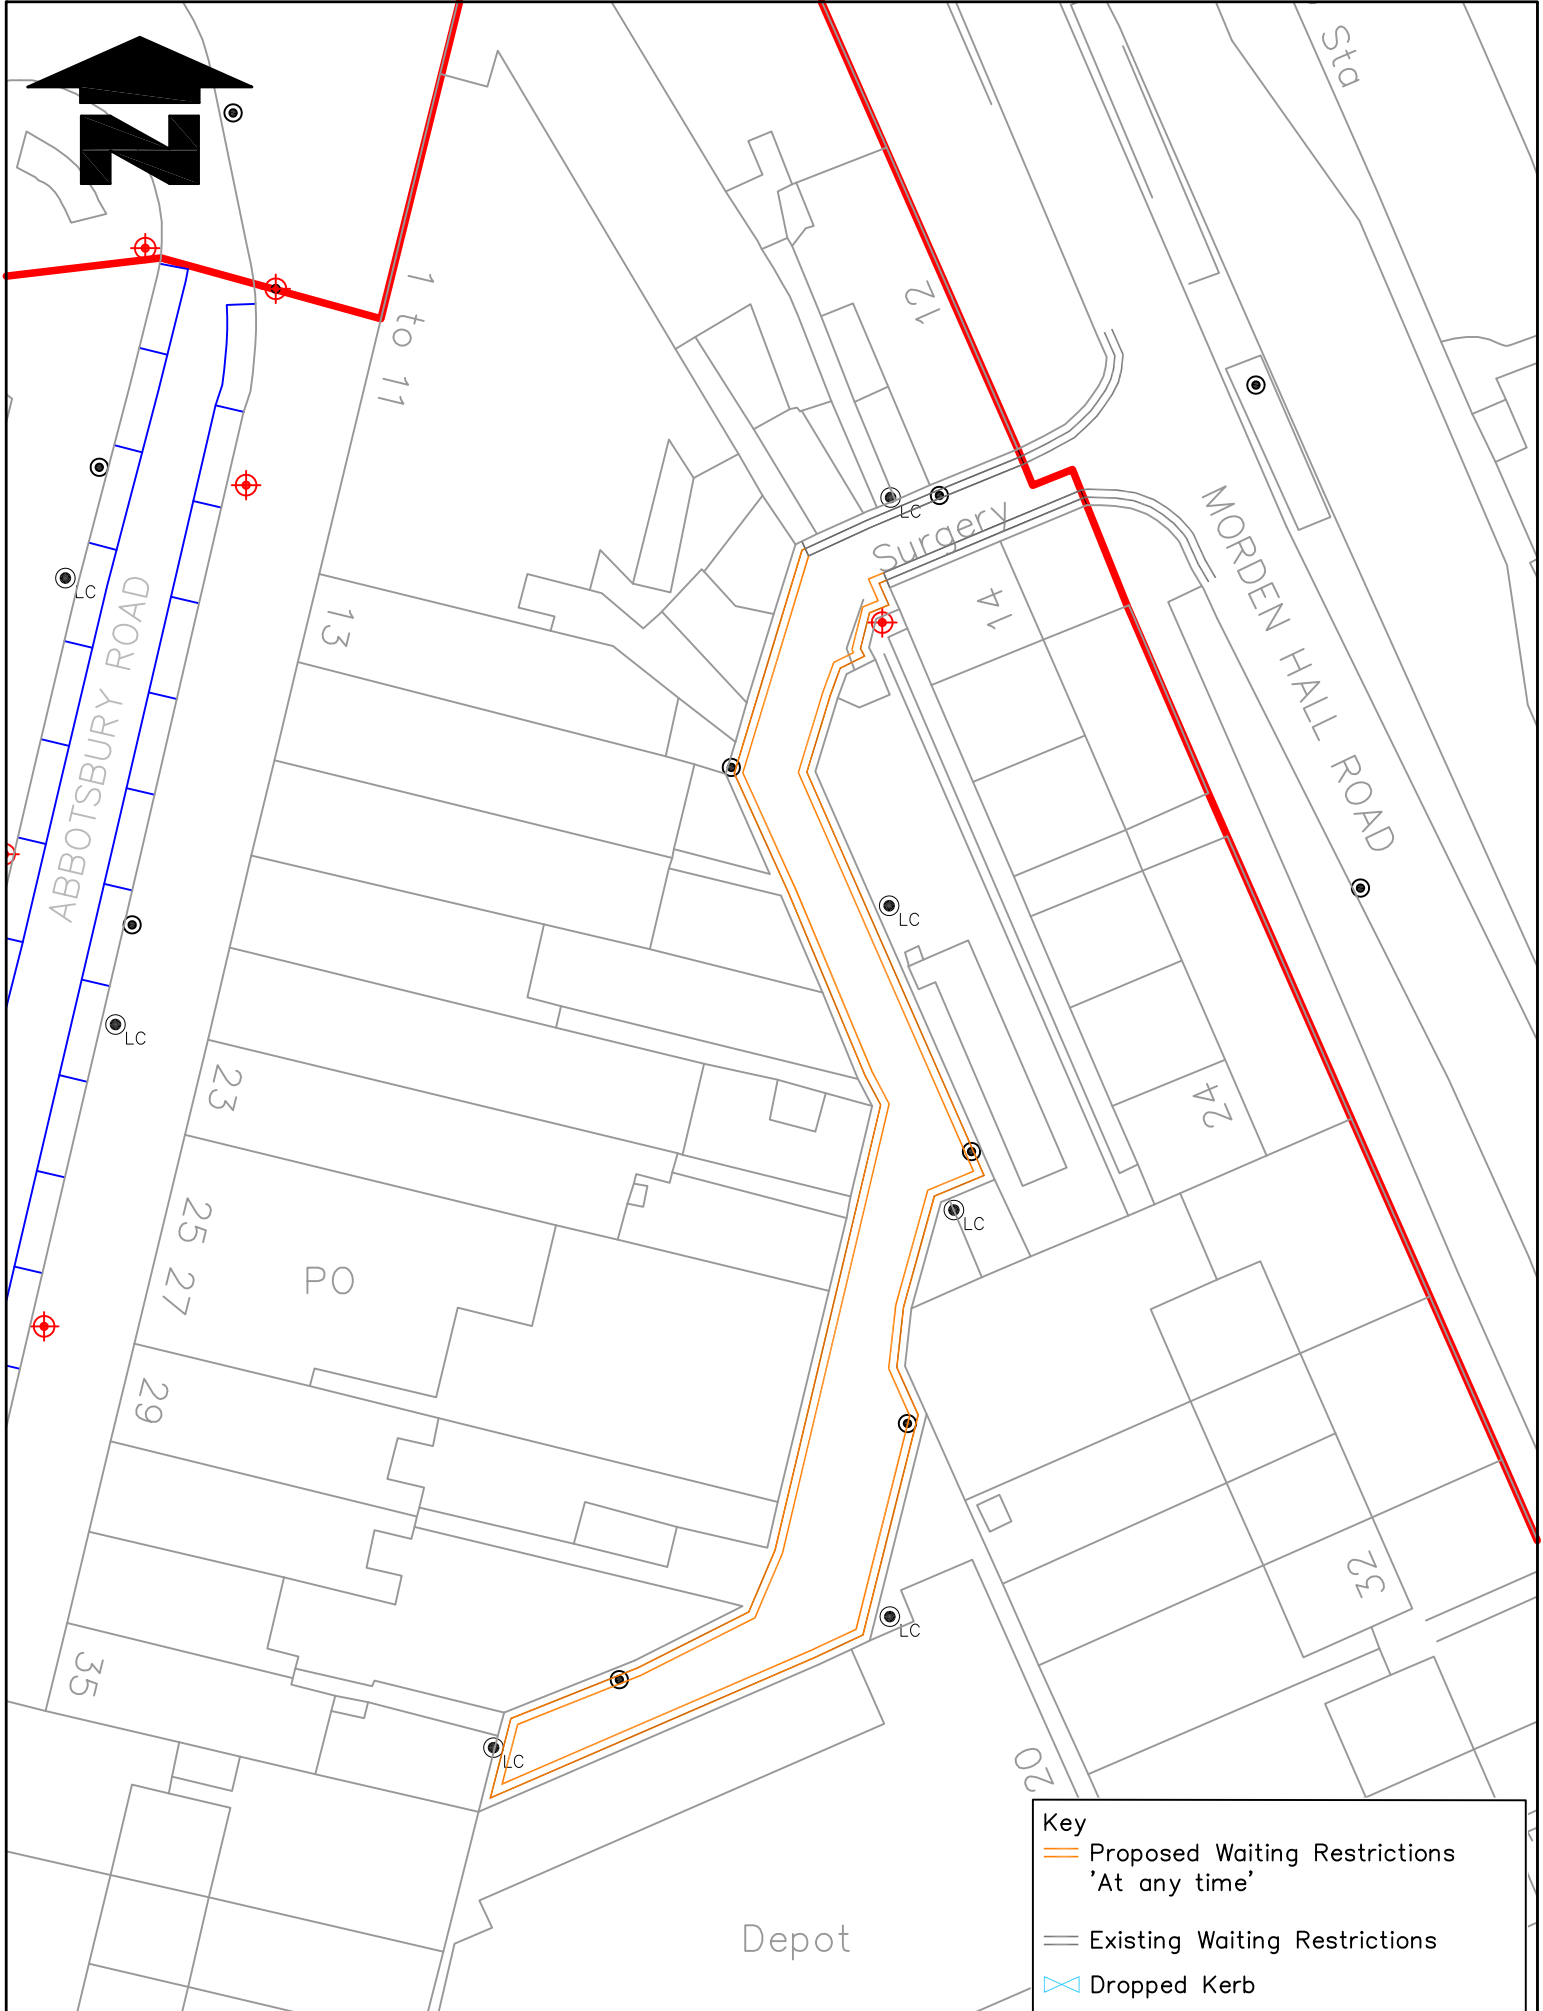 Sta
1 to 11
12
LC
Surgery
LC
14
13
ABBOTSBURY ROAD
MORDEN HALL ROAD
LC
LC
23
24
LC
25
27
PO
29
32
LC
35
LC
20
Key
Proposed Waiting Restrictions
'At any time'
Depot
Existing Waiting Restrictions
Dropped Kerb